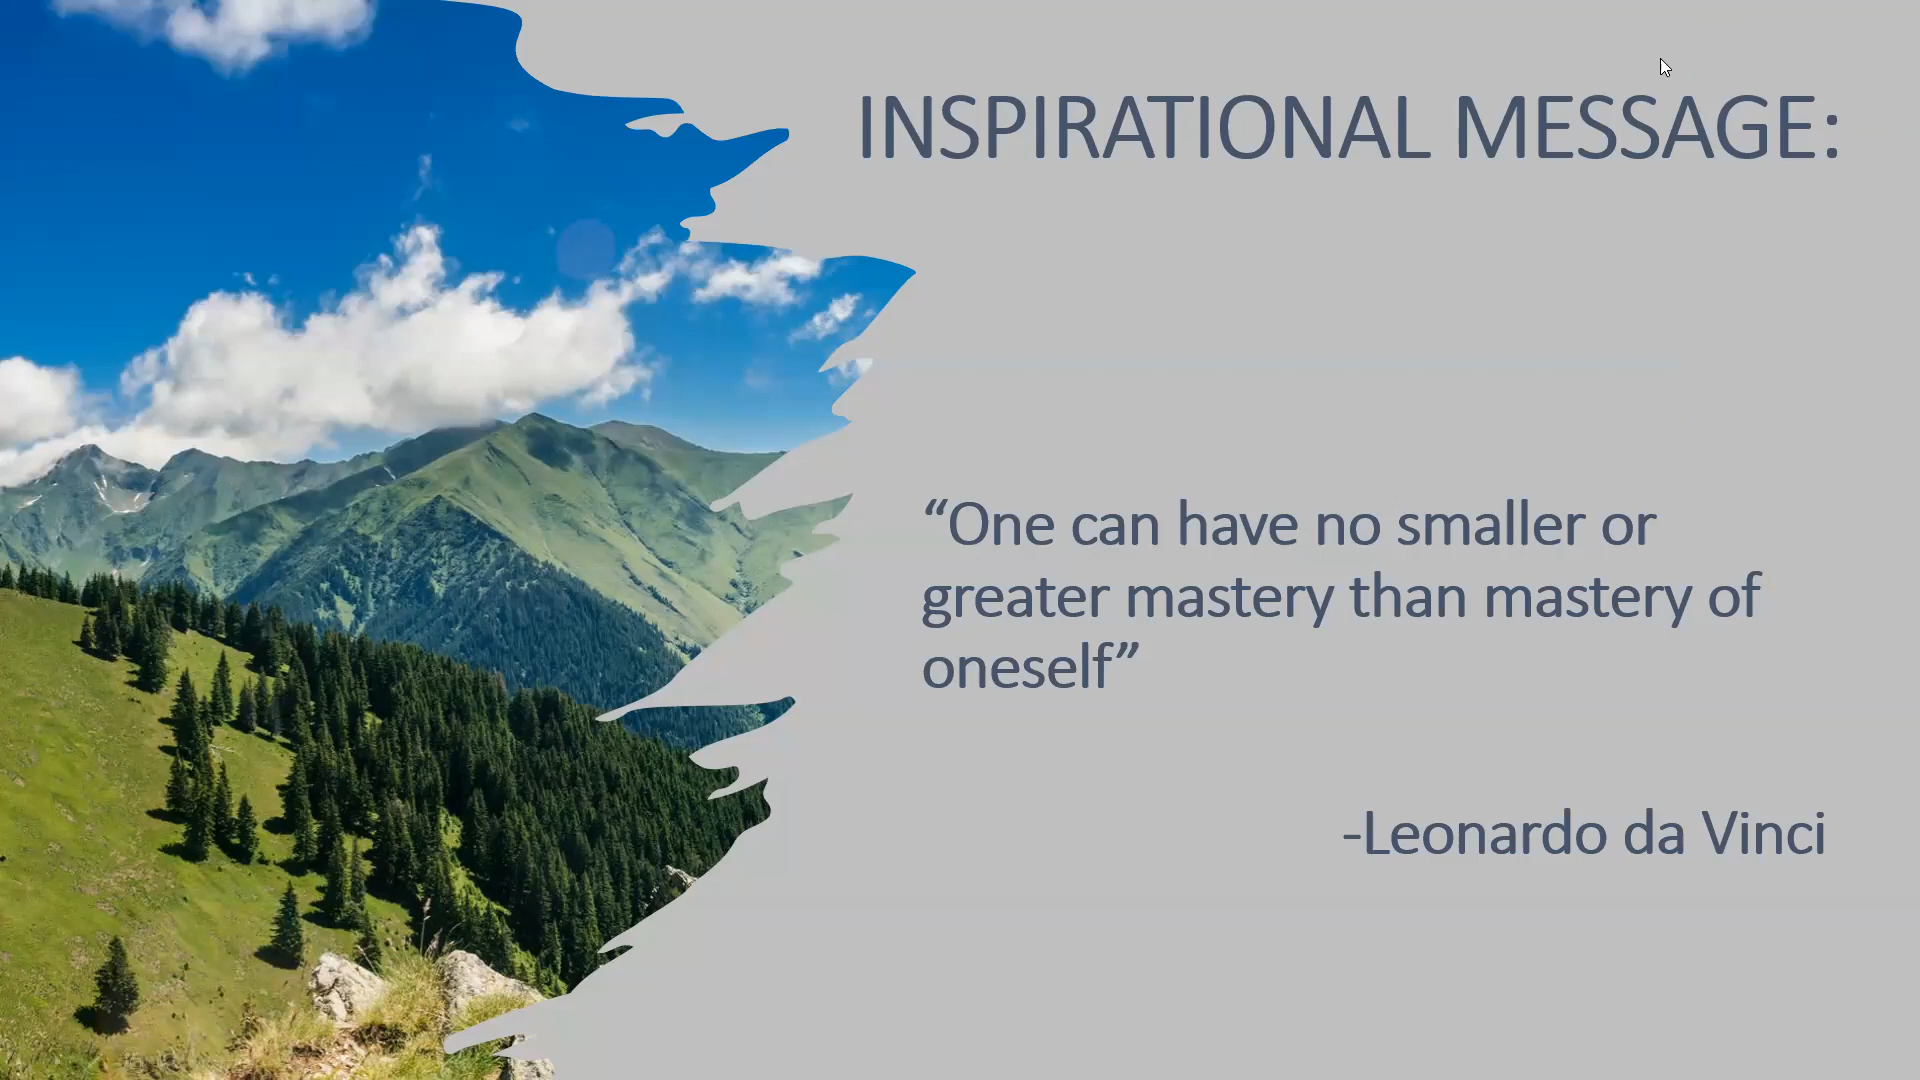 INSPIRATIONAL MESSAGE:
“One can have no smaller or
greater mastery than mastery of
oneself”
-Leonardo da Vinci